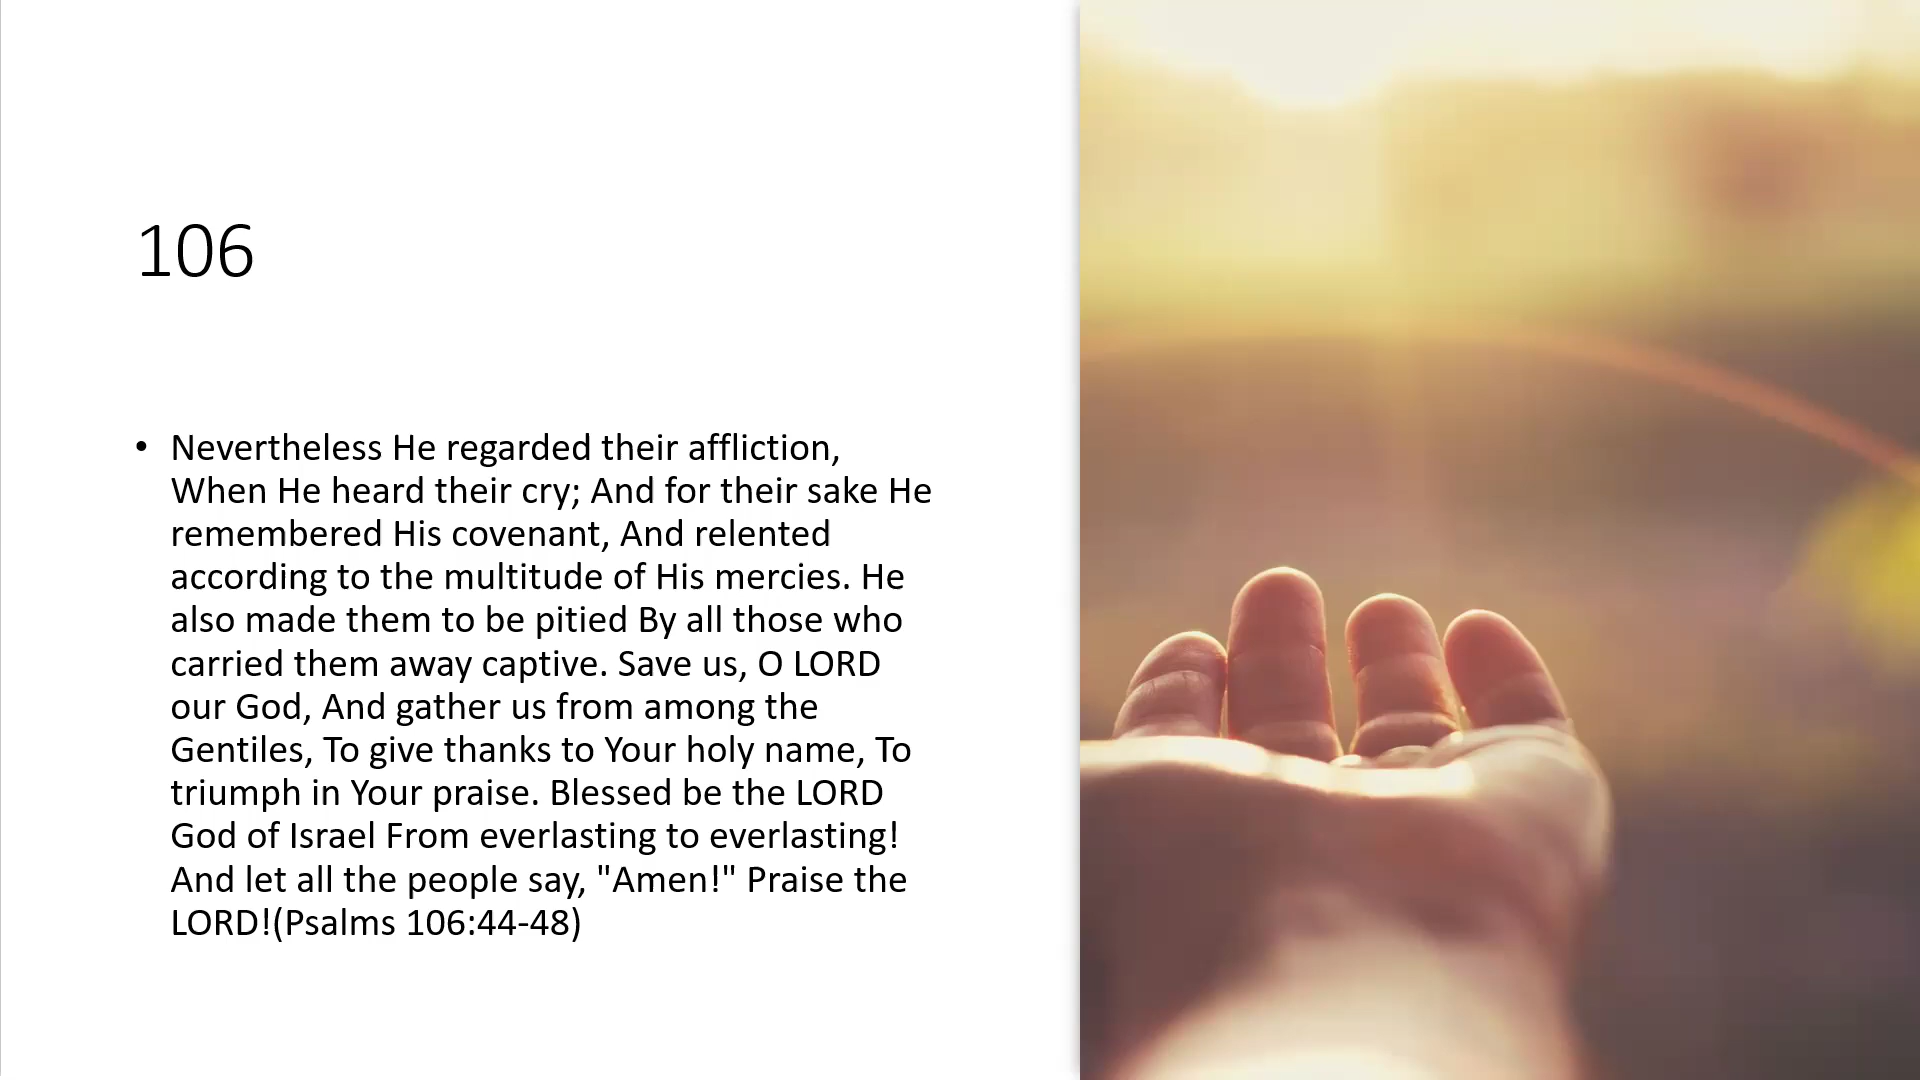 106
• Nevertheless He regarded their affliction,
When He heard their cry; And for their sake He
remembered His covenant, And relented
according to the multitude of His mercies. He
also made them to be pitied By all those who
carried them away captive. Save us, O LORD
our God, And gather us from among the
Gentiles, To give thanks to Your holy name, To
triumph in Your praise. Blessed be the LORD
God of Israel From everlasting to everlasting!
And let all the people say, "Amen!" Praise the
LORD!(Psalms 106:44-48)